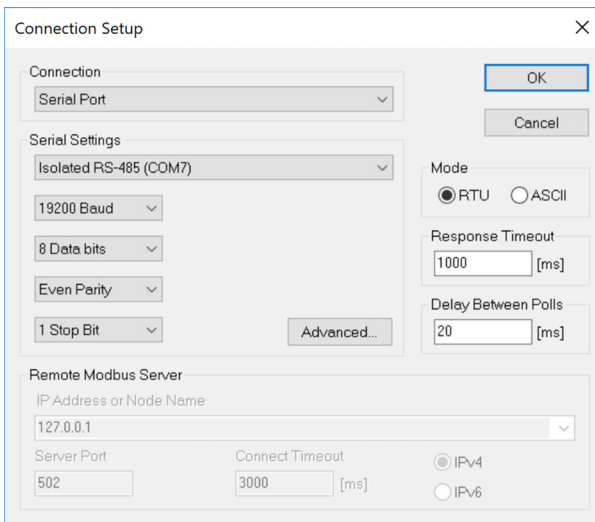 Connection Setup
Connection
Serial Port
OK
Cancel
Serial Settings
Isolated RS-485 (COM7)
19200 Baud
8 Data bits
Even Parity
1 Stop Bit
Advanced...
Mode
RTU ASCII
Response Timeout
1000 [ms]
Delay Between Polls
20 [ms]
Remote Modbus Server
IP Address or Node Name
127.0.0.1
Server Port Connect Timeout
502 3000 [ms]
IPv4
IPv6